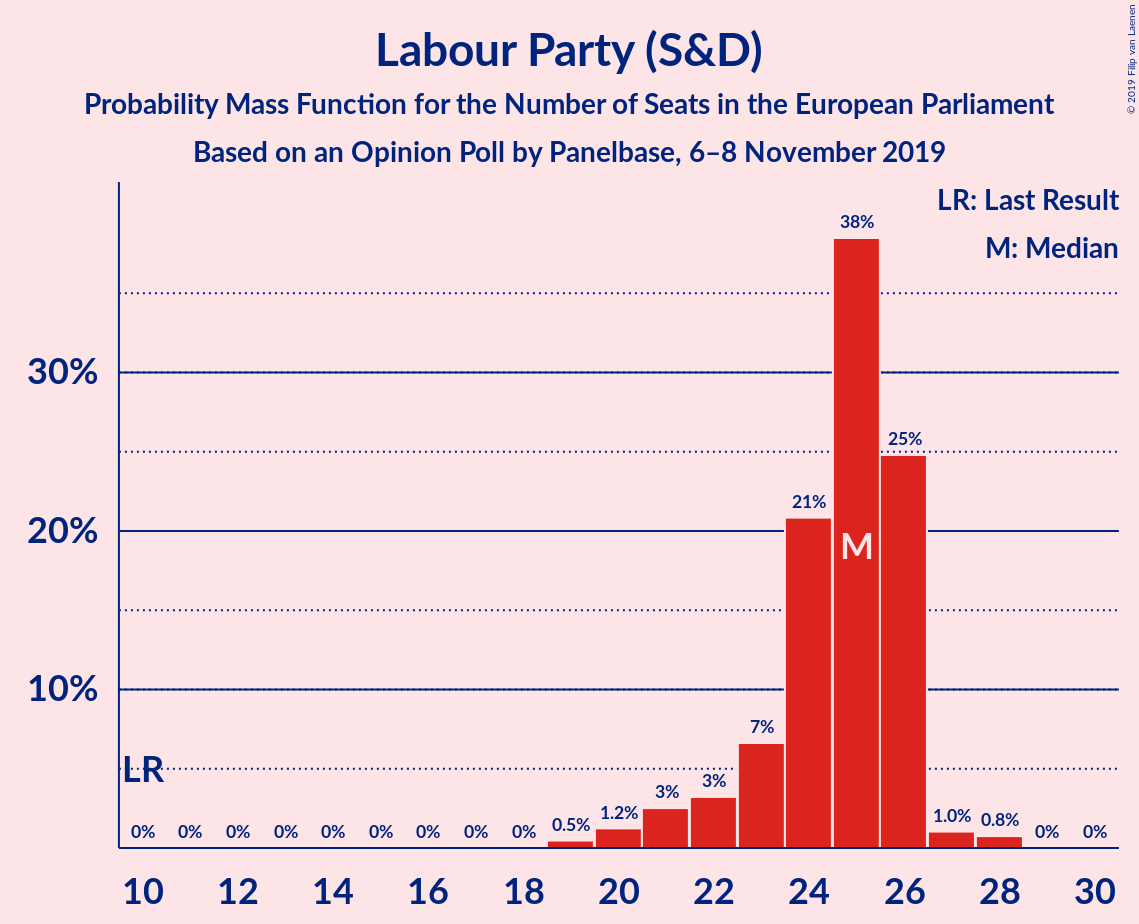 Labour Party (S&D)
Probability Mass Function for the Number of Seats in the European Parliament
Based on an Opinion Poll by Panelbase, 6–8 November 2019
© 2019 Filip van Laenen
LR: Last Result
M: Median
38%
30%
25%
21%
20%
M
10%
7%
LR
3%
3%
0% 0% 0% 0% 0% 0% 0% 0% 0% 0.5% 1.2% 1.0% 0.8% 0% 0%
10 12 14 16 18 20 22 24 26 28 30